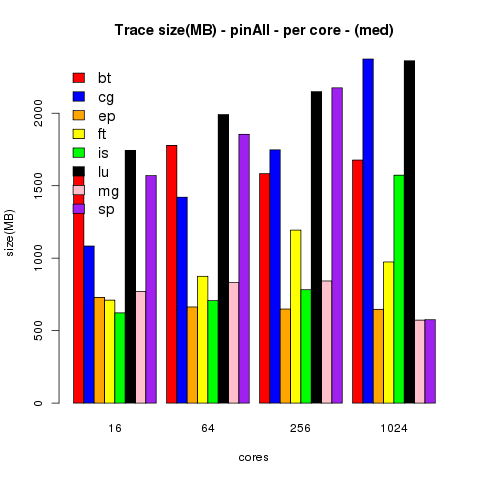 Trace size(MB) - pinAll - per core - (med)
bt
cg
ep
ft
is
lu
mg
sp
size(MB)
2000
1500
1000
500
0
16 64 256 1024
cores